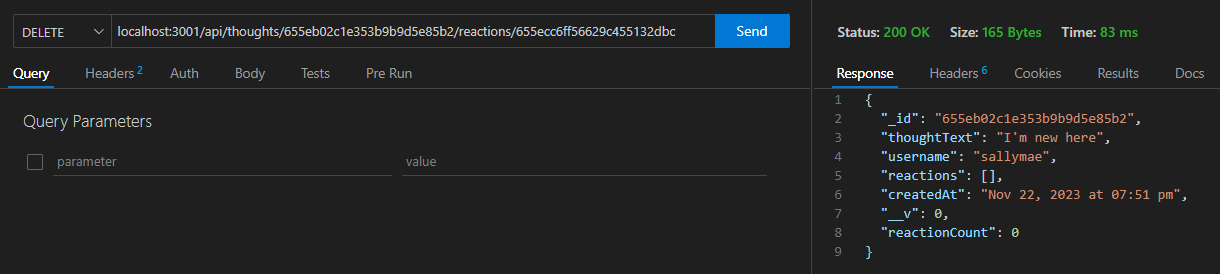 DELETE localhost:3001/api/thoughts/655eb02c1e353b9b9d5e85b2/reactions/655ecc6ff56629c455132dbc Send
Query Headers 2 Auth Body Tests Pre Run
Query Parameters
parameter value
Status: 200 OK Size: 165 Bytes Time: 83 ms
Response Headers 6 Cookies Results Docs
1 {
2 "_id": "655eb02c1e353b9b9d5e85b2",
3 "thoughtText": "I'm new here",
4 "username": "sallymae",
5 "reactions": [],
6 "createdAt": "Nov 22, 2023 at 07:51 pm",
7 "__v": 0,
8 "reactionCount": 0
9 }